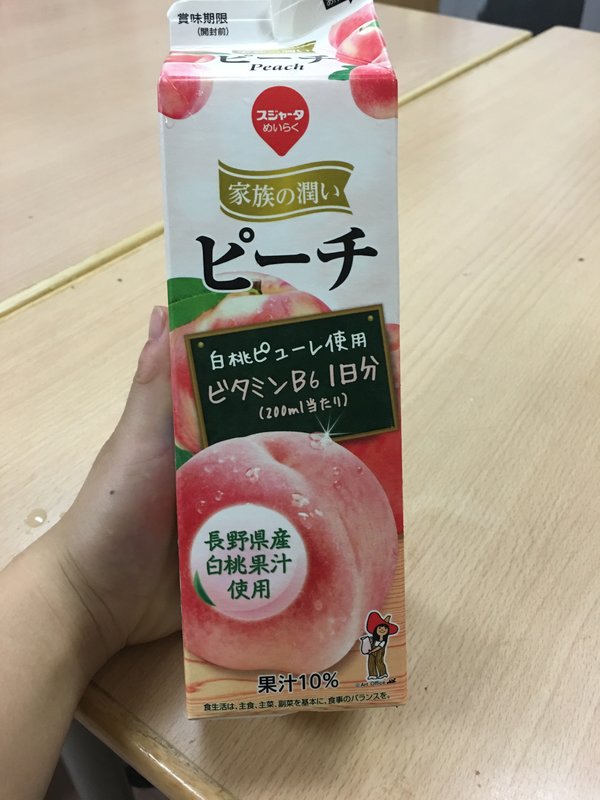 賞味期限
(開封前)
ピーチ
Peach
スジャータ
めいらく
家族の潤い
ピーチ
白桃ピューレ使用
ビタミンB6 1日分
(200ml当たり)
長野県産
白桃果汁
使用
果汁10%
食生活は、主食、主菜、副菜を基本に、食事のバランスを。